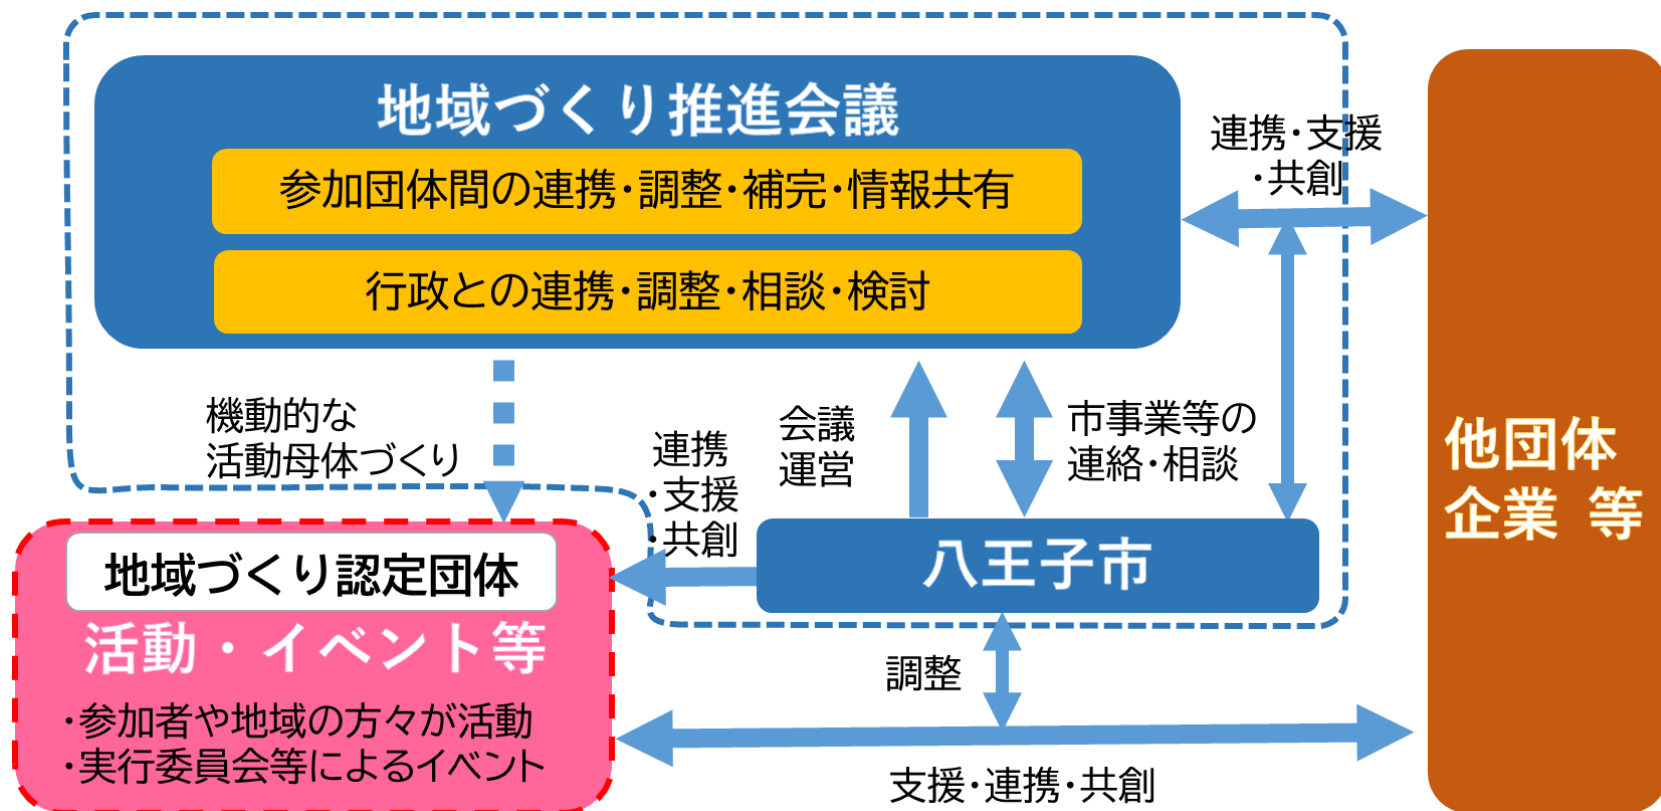 地域づくり推進会議
参加団体間の連携・調整・補完・情報共有
行政との連携・調整・相談・検討
連携・支援
・共創
機動的な
活動母体づくり
連携
・支援
・共創
会議
運営
市事業等の
連絡・相談
他団体
企業 等
八王子市
地域づくり認定団体
活動・イベント等
・参加者や地域の方々が活動
・実行委員会等によるイベント
調整
支援・連携・共創